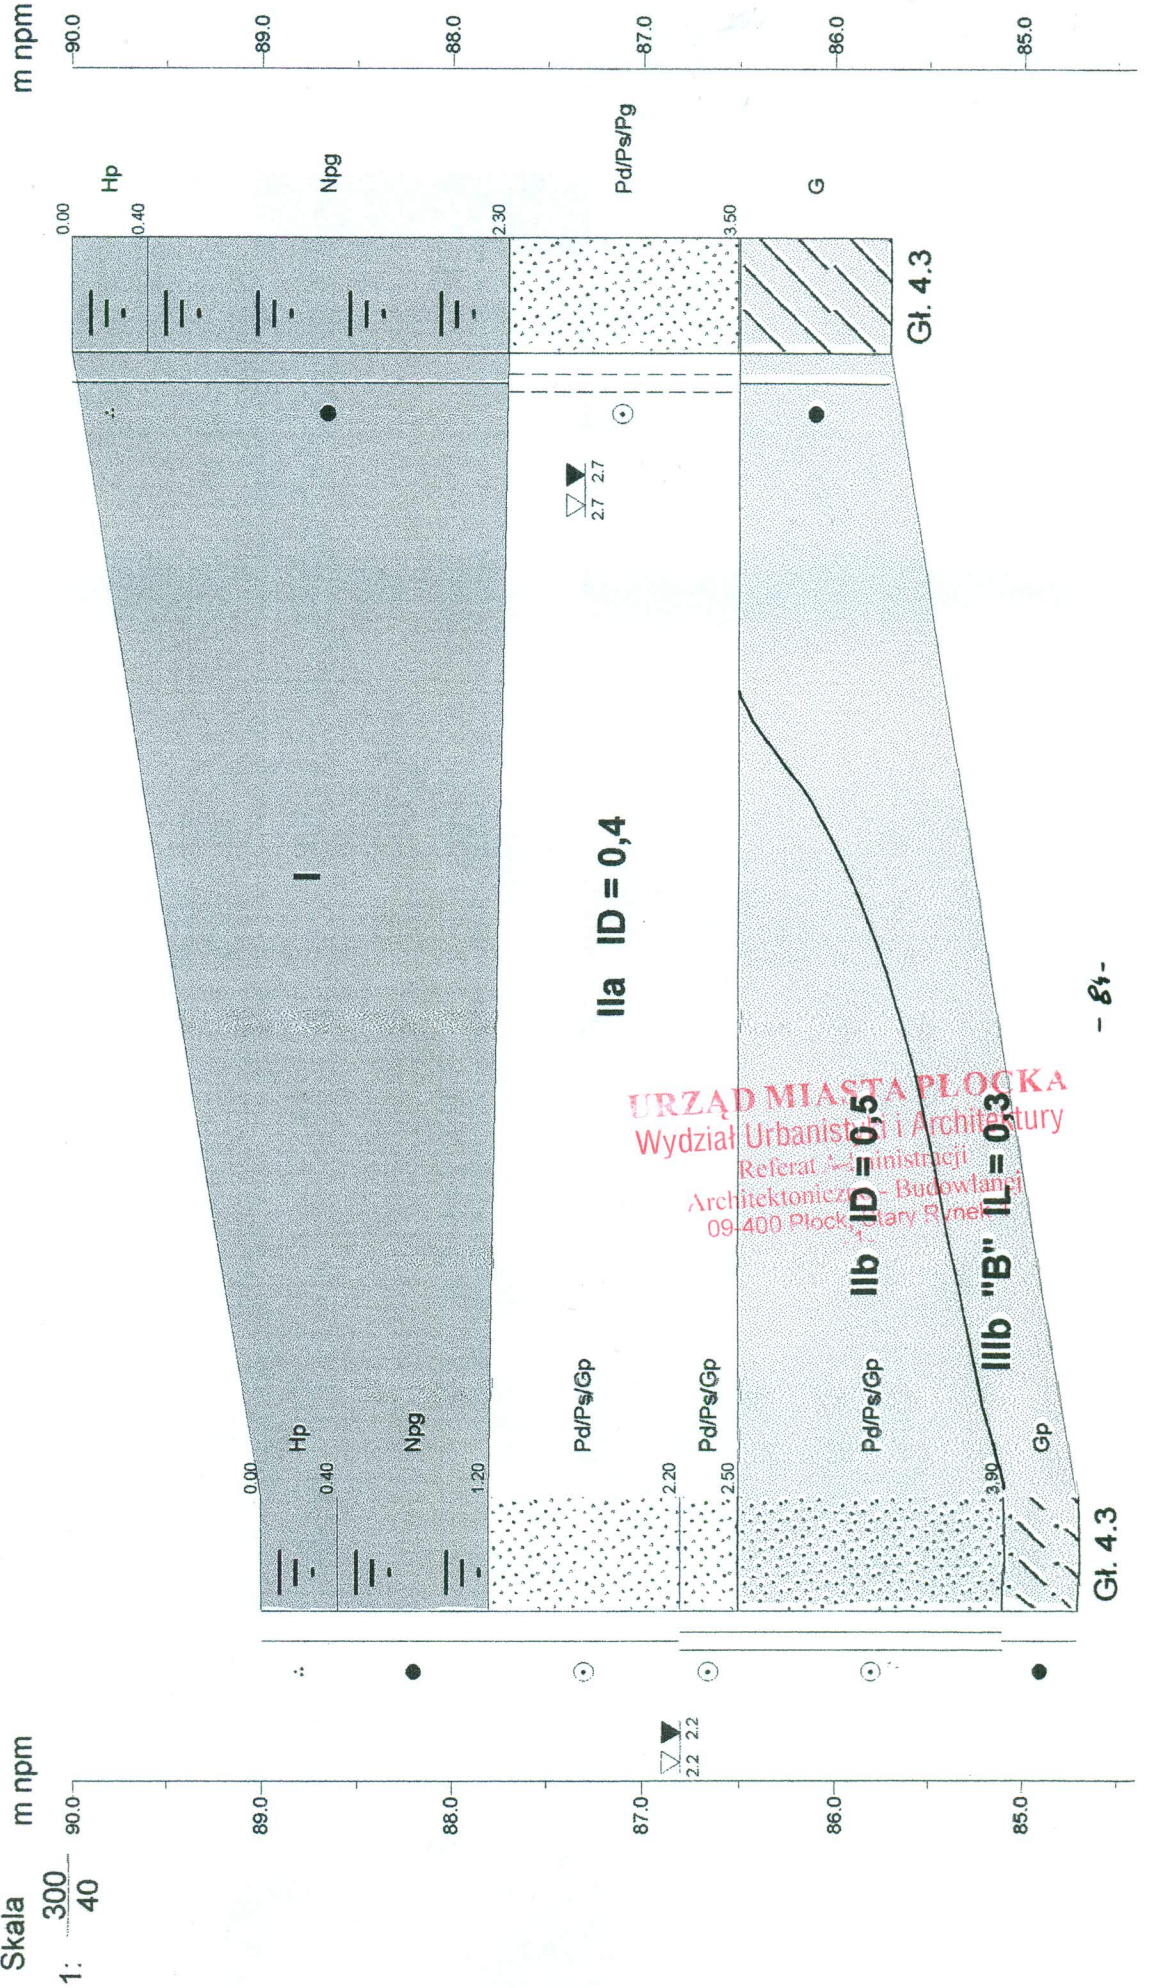 Skala
1: 300
40
m npm
90.0
89.0
88.0
87.0
86.0
85.0
2.2 2.2
0.00
Hp
0.40
Npg
1.20
Pd/Ps/Gp
2.20
Pd/Ps/Gp
2.50
Pd/Ps/Gp
3.90
Gp
Gł. 4.3
I
IIa ID = 0,4
IIb ID = 0,5
IIIb "B" IL = 0,3
URZĄD MIASTA PŁOCKA
Wydział Urbanistyki i Architektury
Referat
Architektoniczno - Budowlanej
09-400 Płock, Stary Rynek 1
-1-
- 84 -
2.7 2.7
0.00
Hp
0.40
Npg
2.30
Pd/Ps/Pg
3.50
G
Gł. 4.3
m npm
90.0
89.0
88.0
87.0
86.0
85.0